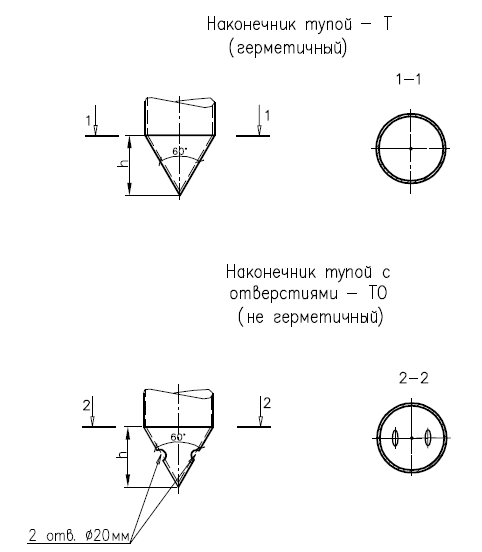 Наконечник тупой – Т
(герметичный)
1–1
1
1
60°
h
Наконечник тупой с
отверстиями – ТО
(не герметичный)
2–2
2
2
60°
h
2 отв. Ø20мм